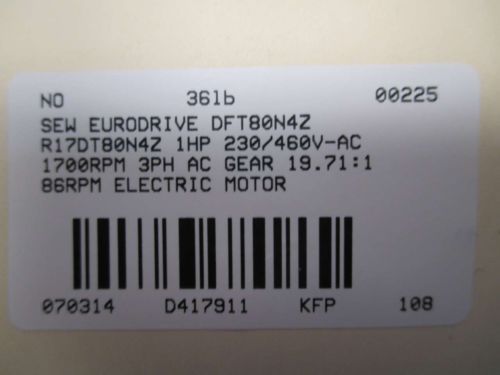 NO 36lb 00225
SEW EURODRIVE DFT80N4Z
R17DT80N4Z 1HP 230/460V-AC
1700RPM 3PH AC GEAR 19.71:1
86RPM ELECTRIC MOTOR
070314 D417911 KFP 108